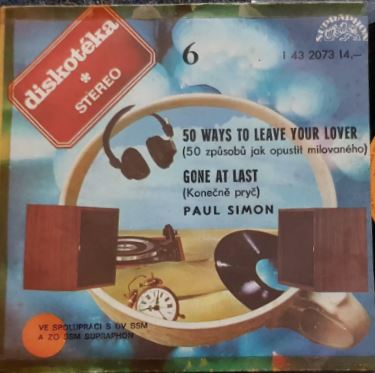 diskotéka
*
STEREO
6
1 43 2073 14,—
SUPRAPHON
50 WAYS TO LEAVE YOUR LOVER
(50 způsobů jak opustit milovaného)
GONE AT LAST
(Konečně pryč)
PAUL SIMON
VE SPOLUPRÁCI S ÚV SSM
A ZO SSM SUPRAPHON